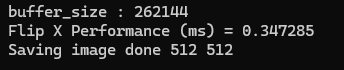 buffer_size : 262144
Flip X Performance (ms) = 0.347285
Saving image done 512 512